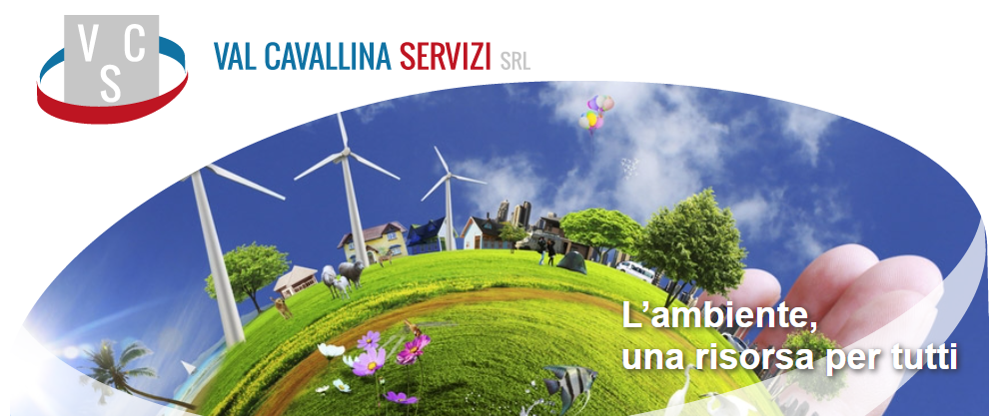 V C
S
VAL CAVALLINA SERVIZI SRL
L'ambiente,
una risorsa per tutti